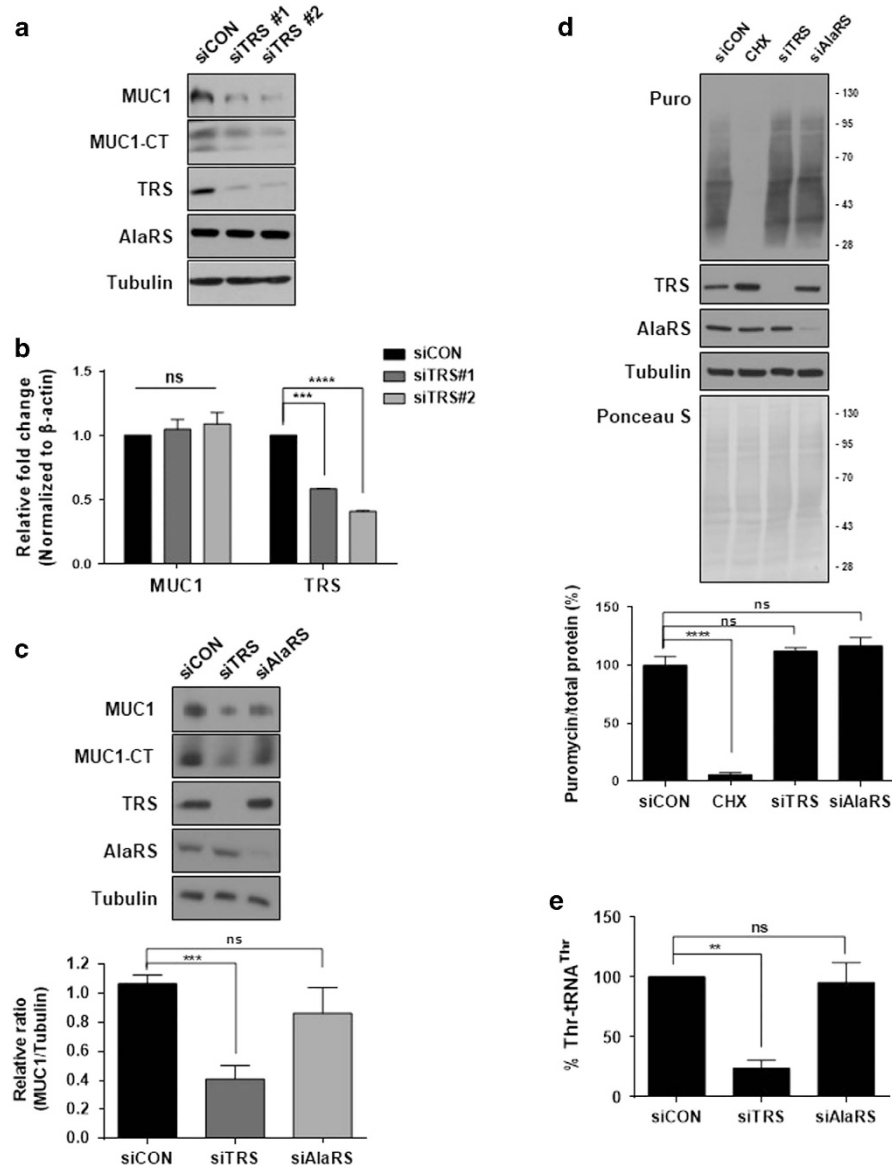 a
siCON
siTRS #1
siTRS #2
MUC1
MUC1-CT
TRS
AlaRS
Tubulin
b
Relative fold change
(Normalized to β-actin)
1.5
1.0
0.5
0.0
ns
***
****
MUC1
TRS
siCON
siTRS#1
siTRS#2
c
siCON
siTRS
siAlaRS
MUC1
MUC1-CT
TRS
AlaRS
Tubulin
Relative ratio
(MUC1/Tubulin)
1.2
1.0
0.8
0.6
0.4
0.2
0.0
ns
***
siCON
siTRS
siAlaRS
d
siCON
CHX
siTRS
siAlaRS
Puro
- 130
- 95
- 70
- 43
- 28
TRS
AlaRS
Tubulin
Ponceau S
- 130
- 95
- 70
- 43
- 28
Puromycin/total protein (%)
150
100
50
0
ns
ns
****
siCON
CHX
siTRS
siAlaRS
e
% Thr-tRNA^Thr
150
100
50
0
ns
**
siCON
siTRS
siAlaRS